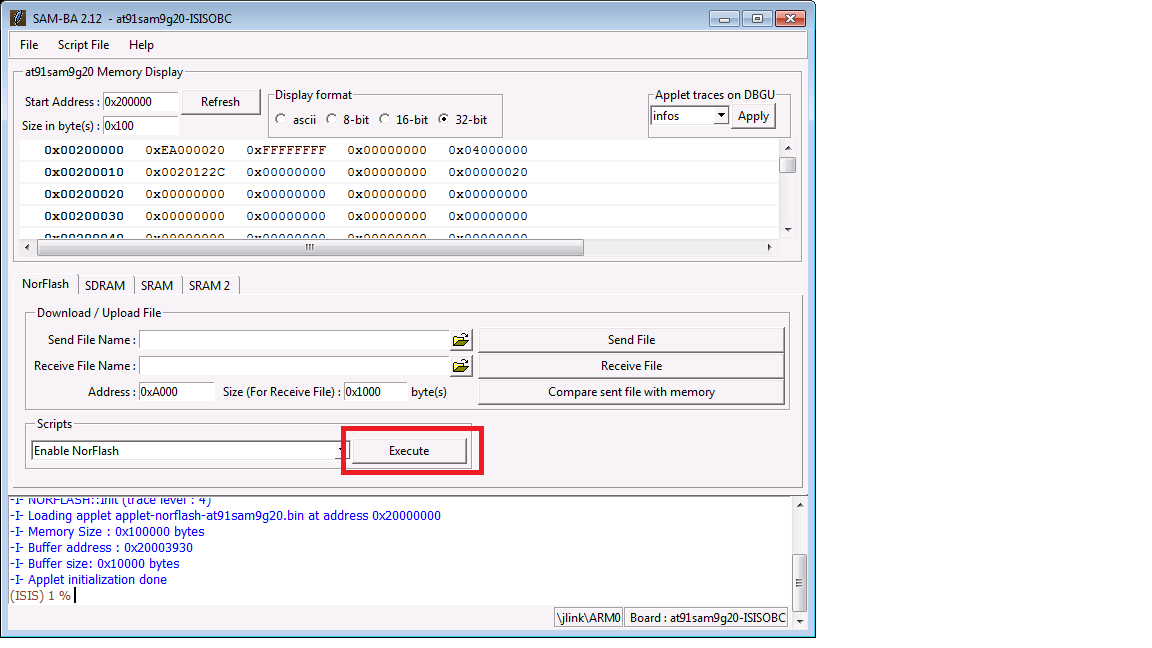 SAM-BA 2.12 - at91sam9g20-ISISOBC
File Script File Help
at91sam9g20 Memory Display
Start Address : 0x200000 Refresh
Size in byte(s) : 0x100
Display format
ascii 8-bit 16-bit 32-bit
Applet traces on DBGU
infos Apply
0x00200000 0xEA000020 0xFFFFFFFF 0x00000000 0x04000000
0x00200010 0x0020122C 0x00000000 0x00000000 0x00000020
0x00200020 0x00000000 0x00000000 0x00000000 0x00000000
0x00200030 0x00000000 0x00000000 0x00000000 0x00000000
0x00200040 0x00000000 0x00000000 0x00000000 0x00000000
NorFlash SDRAM SRAM SRAM 2
Download / Upload File
Send File Name : Send File
Receive File Name : Receive File
Address : 0xA000 Size (For Receive File) : 0x1000 byte(s) Compare sent file with memory
Scripts
Enable NorFlash Execute
-I- NORFLASH::Init (trace level : 4)
-I- Loading applet applet-norflash-at91sam9g20.bin at address 0x20000000
-I- Memory Size : 0x100000 bytes
-I- Buffer address : 0x20003930
-I- Buffer size: 0x10000 bytes
-I- Applet initialization done
(ISIS) 1 %
\jlink\ARM0 Board : at91sam9g20-ISISOBC